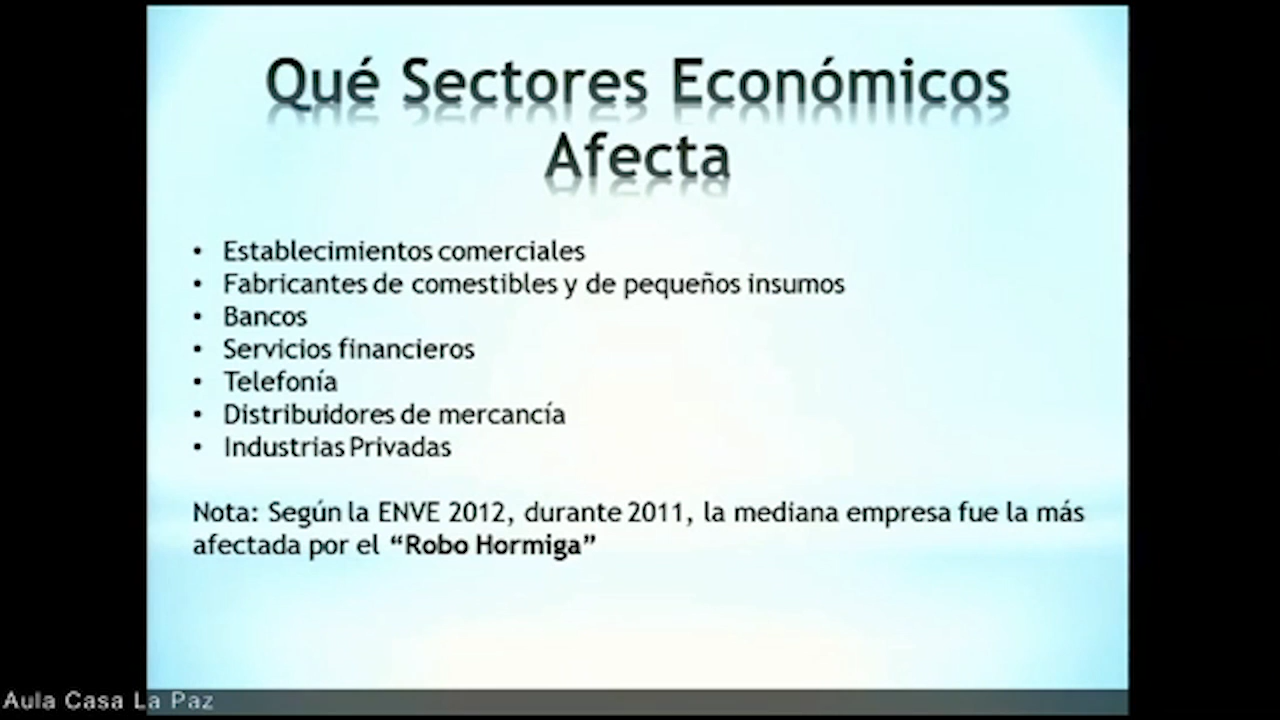 Qué Sectores Económicos
Afecta
• Establecimientos comerciales
• Fabricantes de comestibles y de pequeños insumos
• Bancos
• Servicios financieros
• Telefonía
• Distribuidores de mercancía
• Industrias Privadas
Nota: Según la ENVE 2012, durante 2011, la mediana empresa fue la más
afectada por el “Robo Hormiga”
Aula Casa La Paz